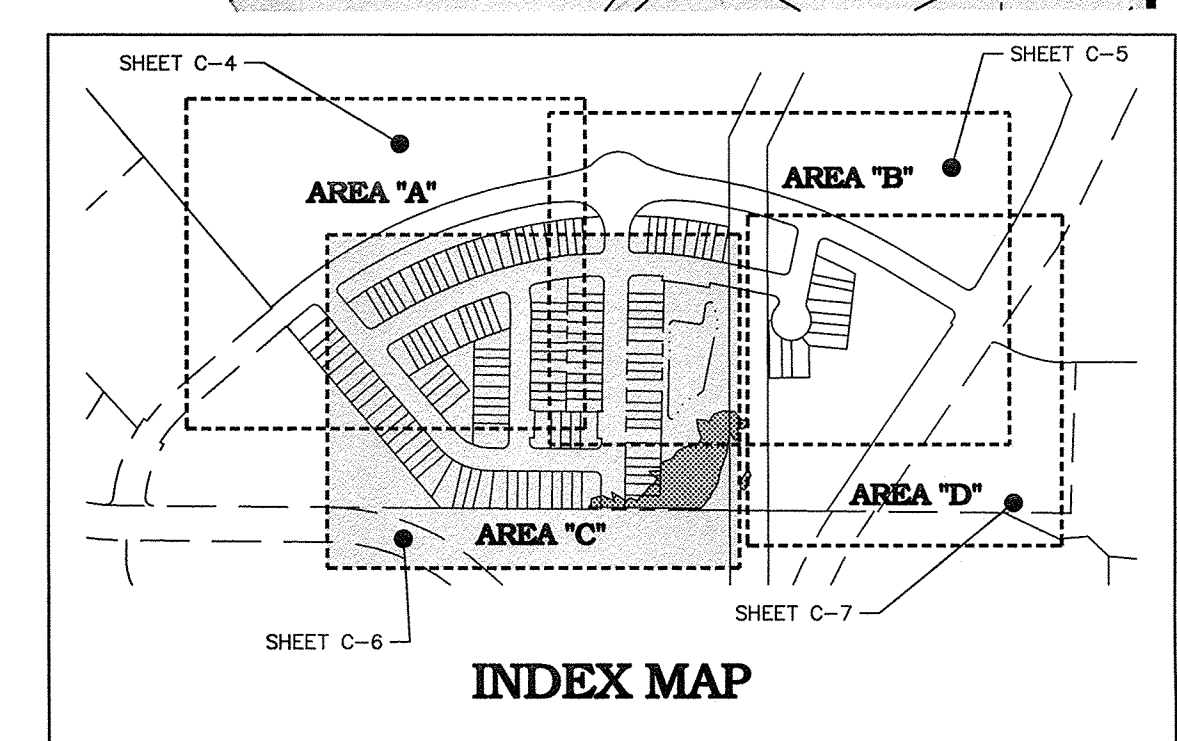 SHEET C-4
SHEET C-5
AREA "A"
AREA "B"
AREA "D"
AREA "C"
SHEET C-7
SHEET C-6
INDEX MAP